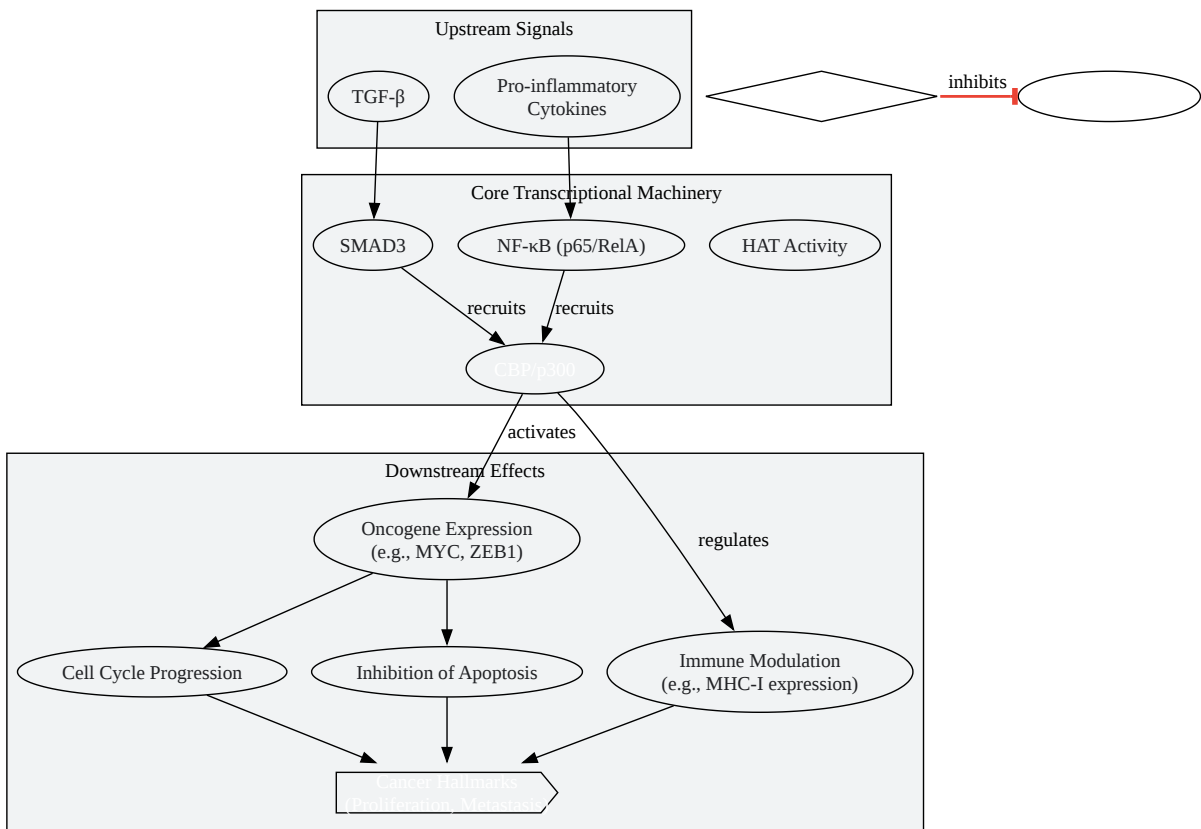 Upstream Signals
TGF-β
Pro-inflammatory
Cytokines
inhibits
Core Transcriptional Machinery
SMAD3
NF-κB (p65/RelA)
HAT Activity
recruits
recruits
CBP/p300
activates
Downstream Effects
Oncogene Expression
(e.g., MYC, ZEB1)
regulates
Cell Cycle Progression
Inhibition of Apoptosis
Immune Modulation
(e.g., MHC-I expression)
Cancer Hallmarks
(Proliferation, Metastasis)